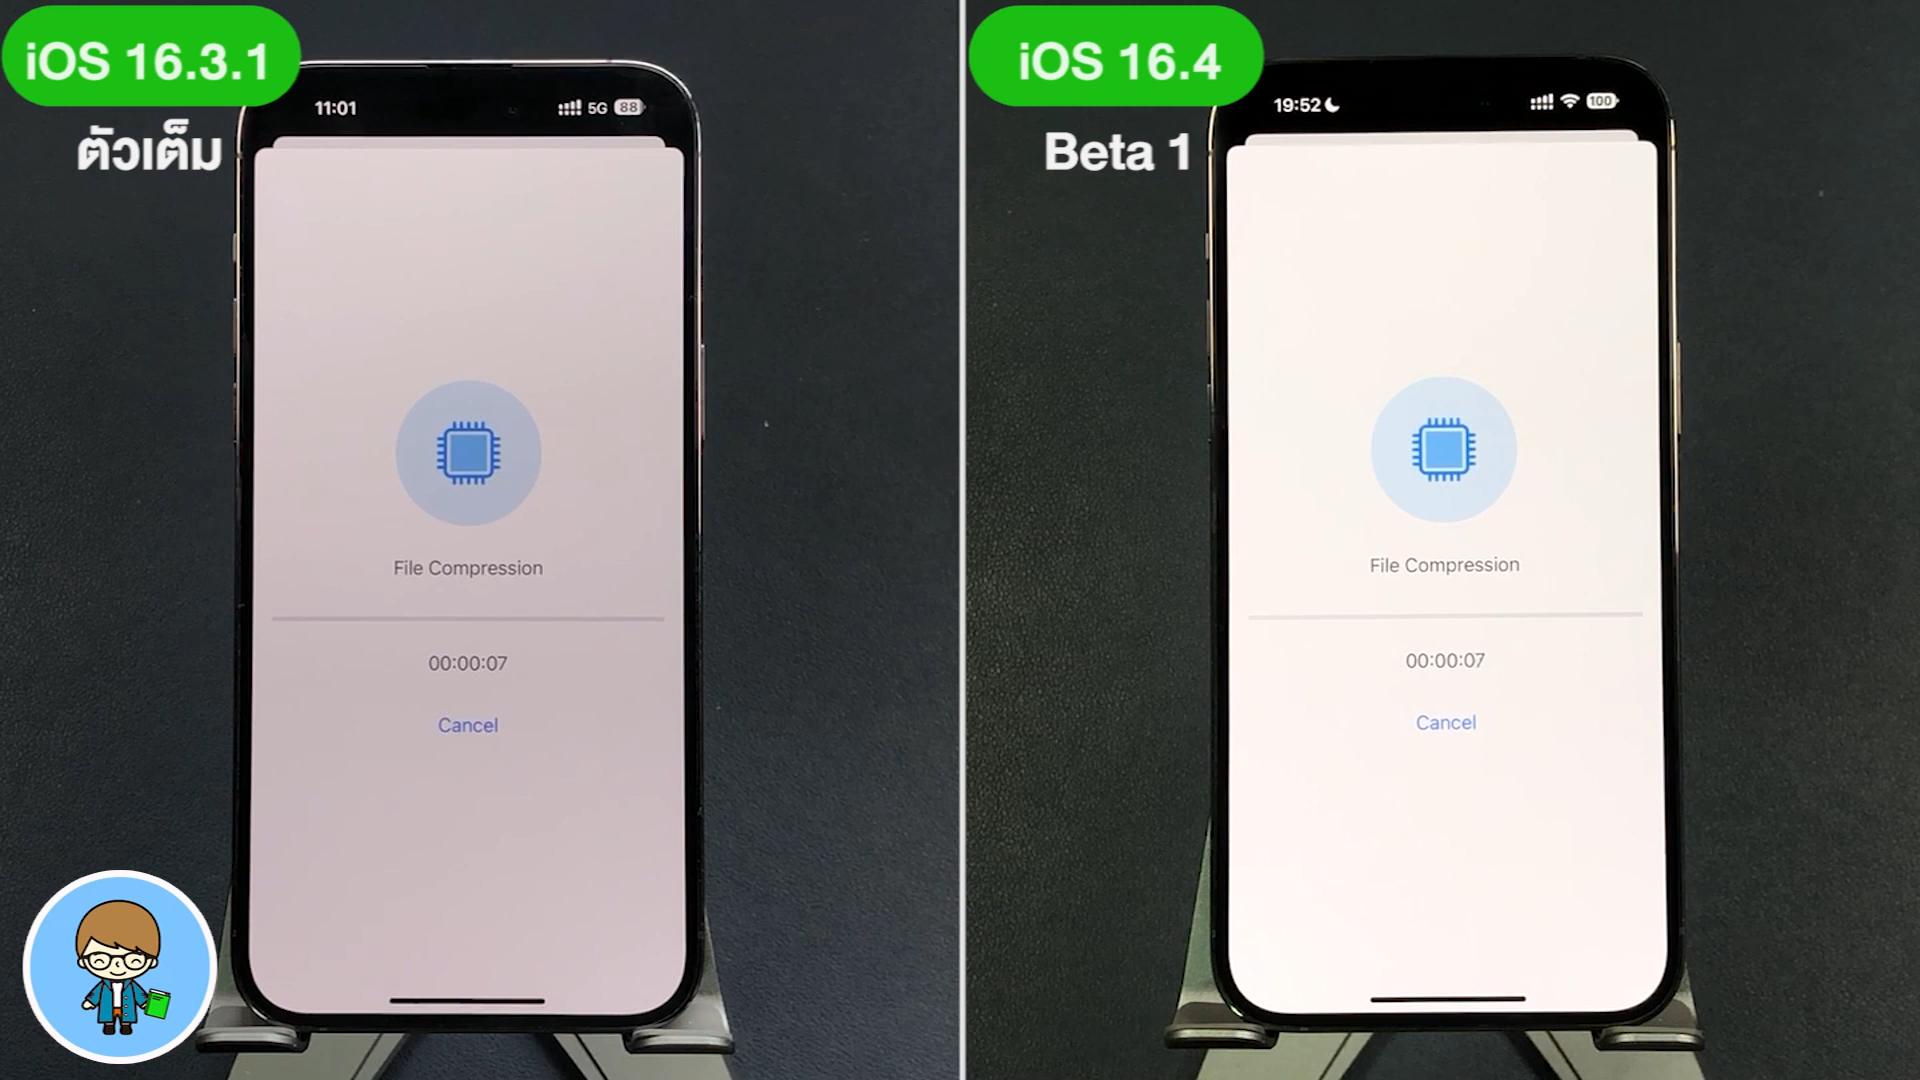 iOS 16.3.1
ตัวเต็ม
11:01
5G 88
File Compression
00:00:07
Cancel
iOS 16.4
Beta 1
19:52
100
File Compression
00:00:07
Cancel